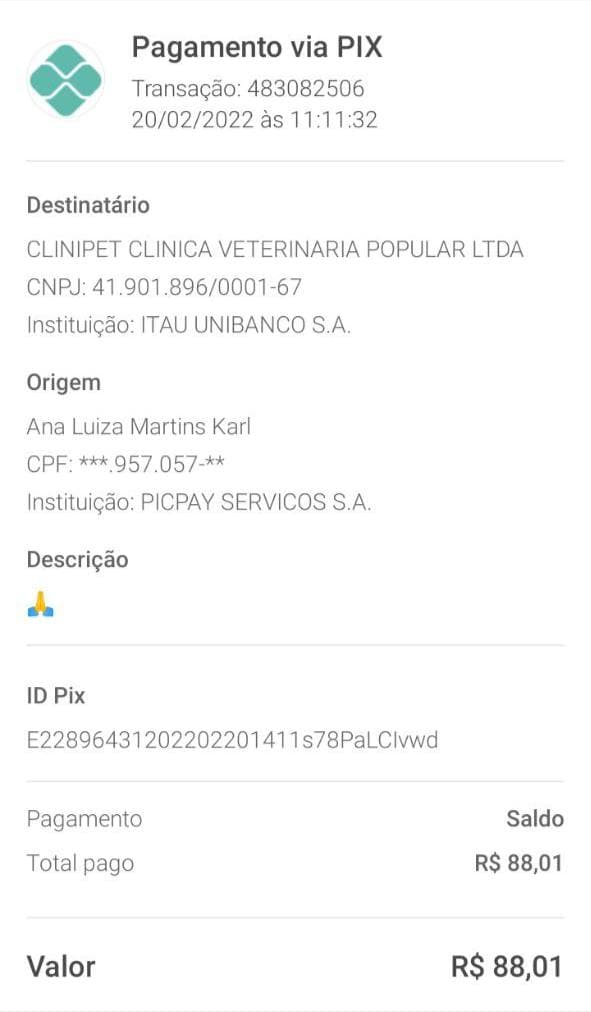 Pagamento via PIX
Transação: 483082506
20/02/2022 às 11:11:32
Destinatário
CLINIPET CLINICA VETERINARIA POPULAR LTDA
CNPJ: 41.901.896/0001-67
Instituição: ITAU UNIBANCO S.A.
Origem
Ana Luiza Martins Karl
CPF: ***.957.057-**
Instituição: PICPAY SERVICOS S.A.
Descrição
🙏
ID Pix
E22896431202202201411s78PaLCIvwd
Pagamento Saldo
Total pago R$ 88,01
Valor R$ 88,01